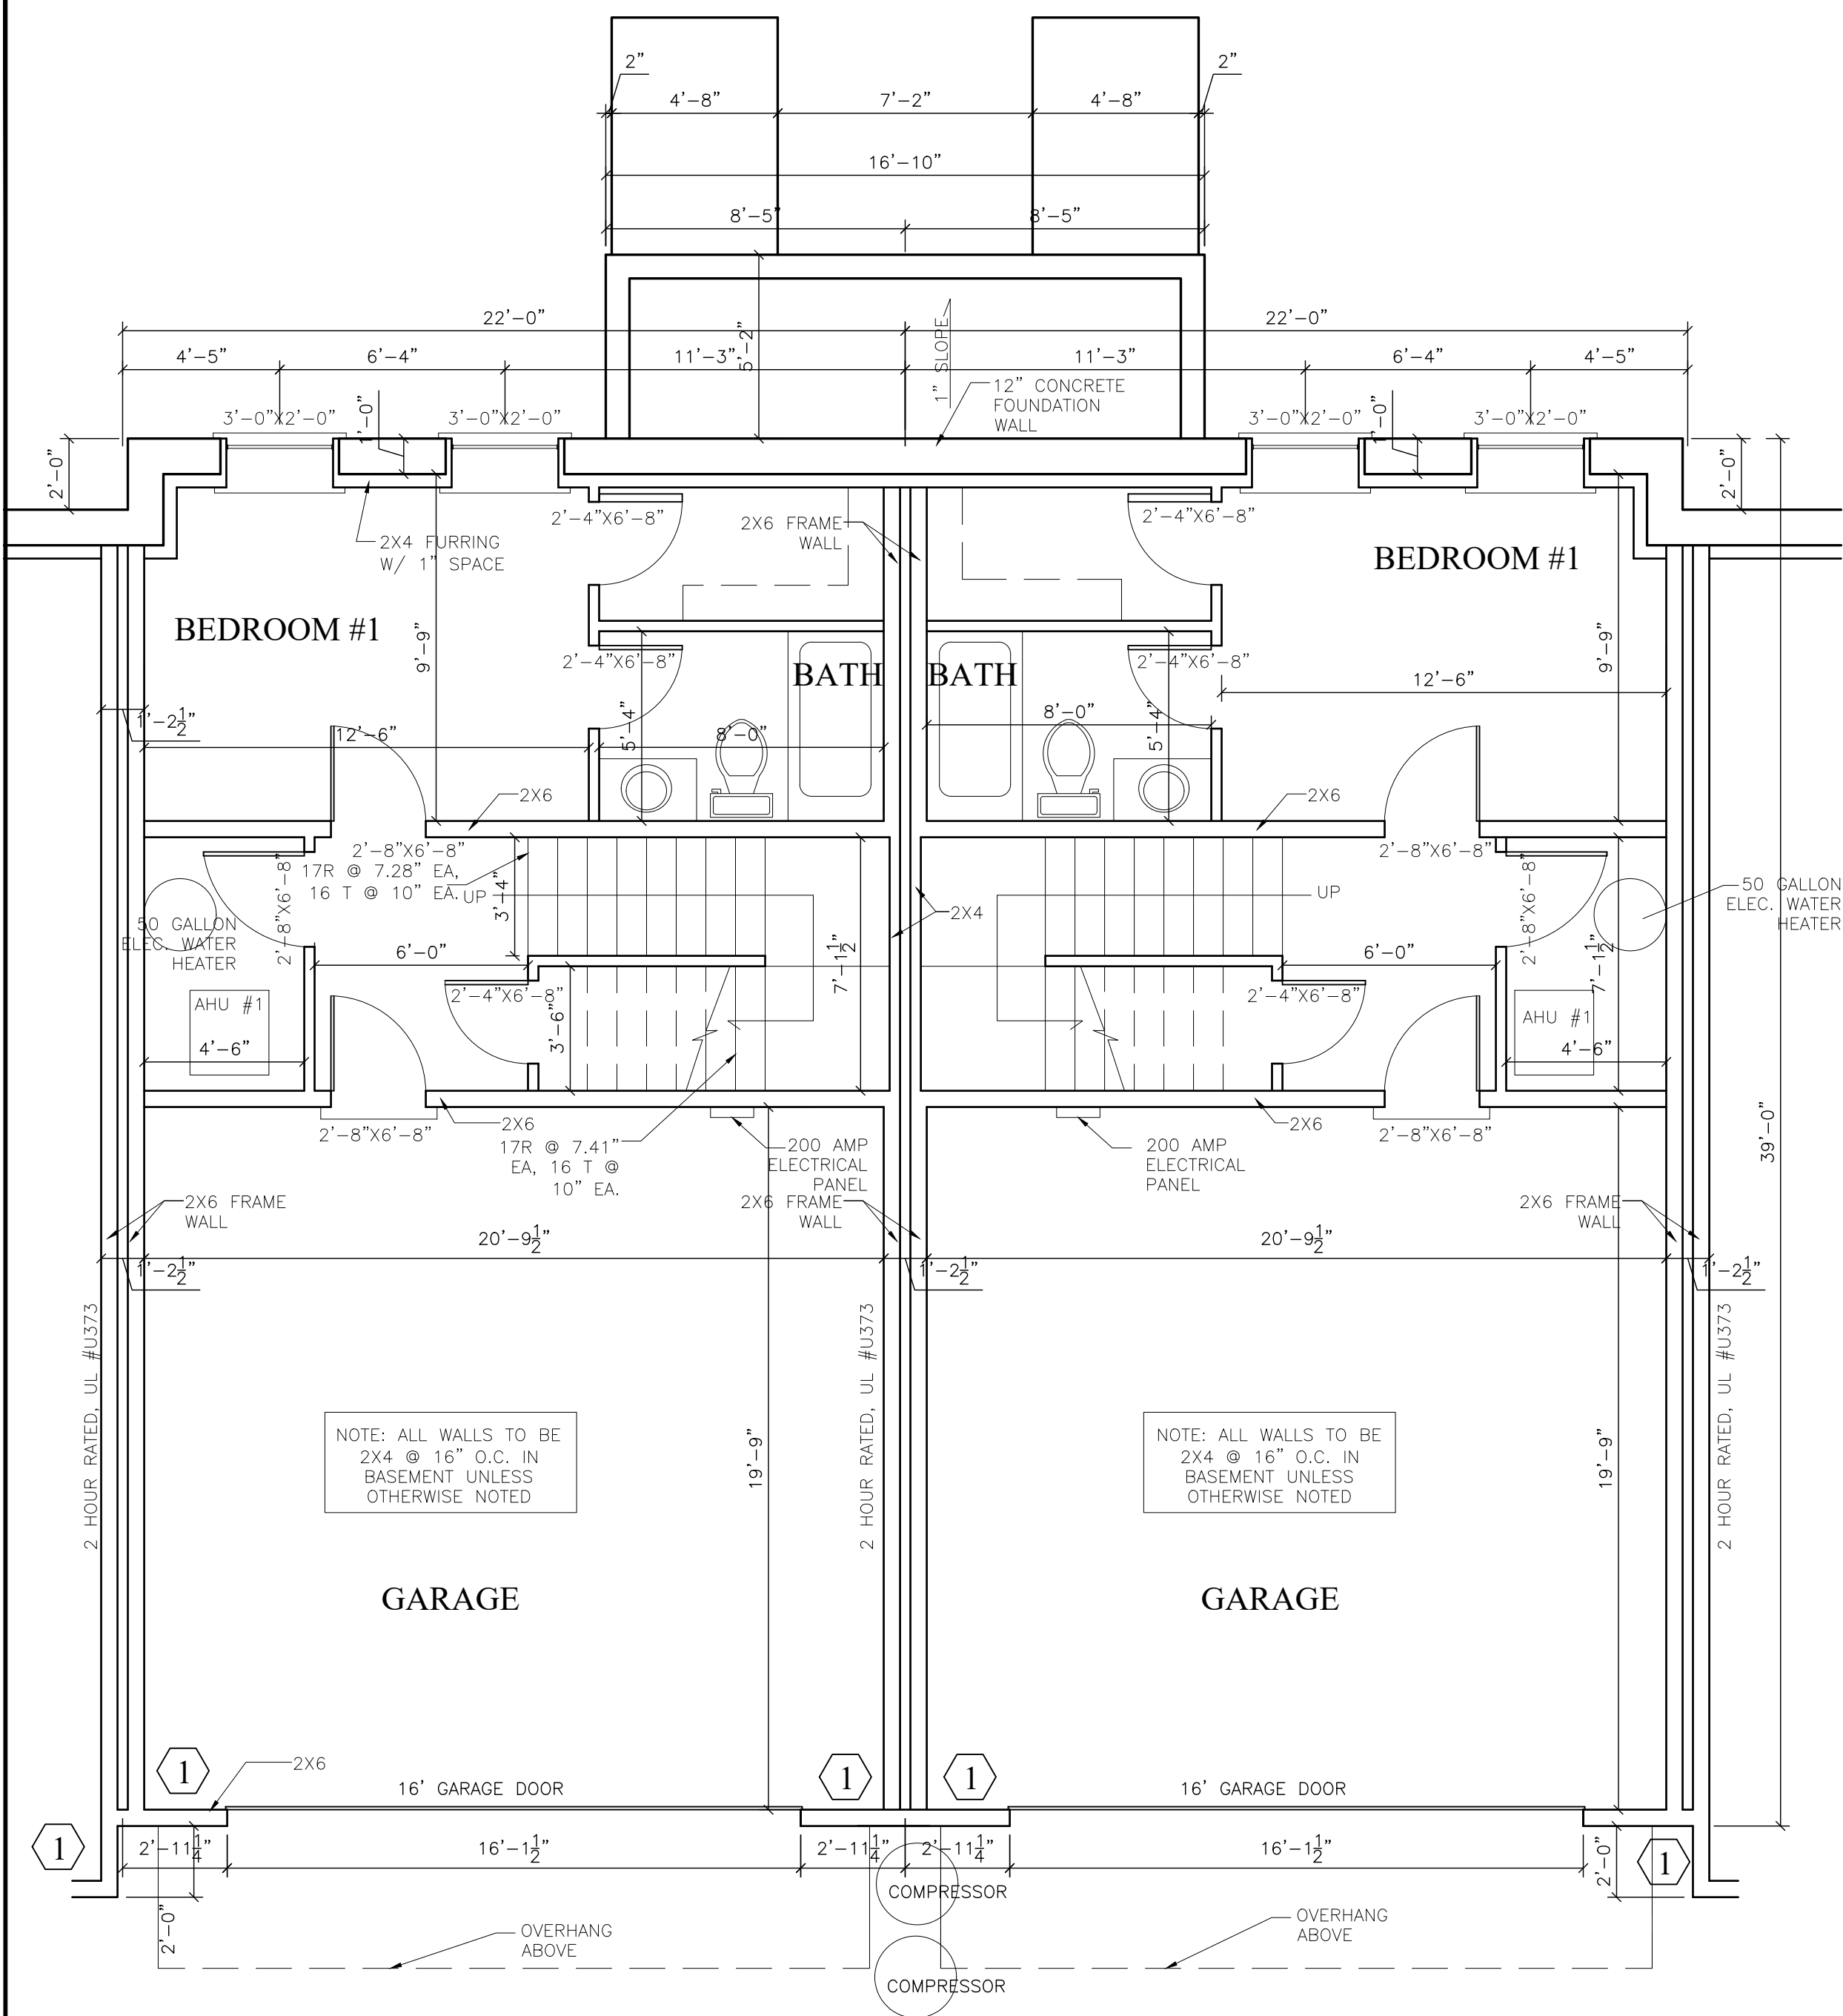 2” 2”
4’-8” 7’-2” 4’-8”
16’-10”
8’-5” 8’-5”
22’-0” 22’-0”
5’-2”
1” SLOPE
4’-5” 6’-4” 11’-3” 11’-3” 6’-4” 4’-5”
12” CONCRETE
FOUNDATION
WALL
3’-0”X2’-0” 3’-0”X2’-0” 3’-0”X2’-0” 3’-0”X2’-0”
1’-0” 1’-0”
2’-0” 2’-0”
2’-4”X6’-8” 2’-4”X6’-8”
2X6 FRAME
WALL
2X4 FURRING
W/ 1” SPACE
BEDROOM #1
BEDROOM #1
9’-9” 9’-9”
2’-4”X6’-8” 2’-4”X6’-8”
BATH BATH
12’-6”
1’-2½”
12’-6” 5’-4” 8’-0” 8’-0” 5’-4”
2X6 2X6
2’-8”X6’-8” 2’-8”X6’-8”
17R @ 7.28” EA,
16 T @ 10” EA.
UP UP
3’-4”
2’-8”X6’-8” 2’-8”X6’-8”
2X4
50 GALLON
ELEC. WATER
HEATER
50 GALLON
ELEC. WATER
HEATER
6’-0” 6’-0”
7’-1½” 7’-1½”
2’-4”X6’-8” 2’-4”X6’-8”
AHU #1 AHU #1
3’-6”
4’-6” 4’-6”
2X6 2X6
2’-8”X6’-8” 2’-8”X6’-8”
17R @ 7.41”
EA, 16 T @
10” EA.
200 AMP
ELECTRICAL
PANEL
200 AMP
ELECTRICAL
PANEL
39’-0”
2X6 FRAME
WALL
2X6 FRAME
WALL
2X6 FRAME
WALL
20’-9½” 20’-9½”
1’-2½” 1’-2½” 1’-2½”
2 HOUR RATED, UL #U373
2 HOUR RATED, UL #U373
2 HOUR RATED, UL #U373
NOTE: ALL WALLS TO BE
2X4 @ 16” O.C. IN
BASEMENT UNLESS
OTHERWISE NOTED
NOTE: ALL WALLS TO BE
2X4 @ 16” O.C. IN
BASEMENT UNLESS
OTHERWISE NOTED
19’-9” 19’-9”
GARAGE GARAGE
2X6
1 1 1
16’ GARAGE DOOR 16’ GARAGE DOOR
1 1
2’-11¼” 16’-1½” 2’-11¼” 2’-11¼” 16’-1½”
2’-0” 2’-0”
COMPRESSOR
OVERHANG
ABOVE
OVERHANG
ABOVE
COMPRESSOR